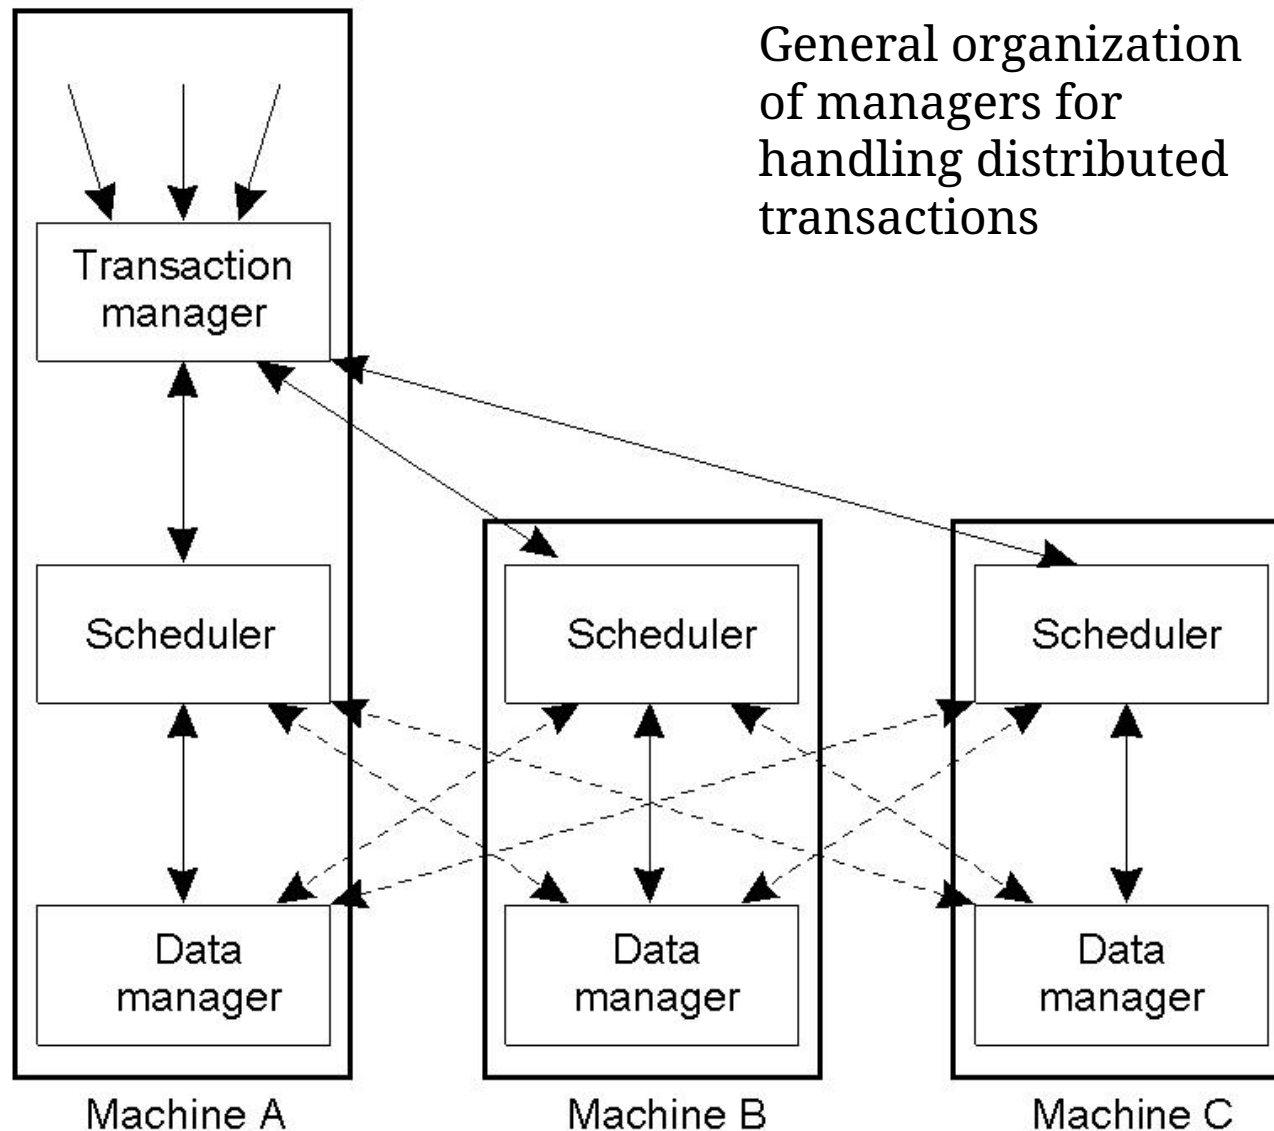 General organization
of managers for
handling distributed
transactions
Transaction
manager
Scheduler
Scheduler
Scheduler
Data
manager
Data
manager
Data
manager
Machine A
Machine B
Machine C